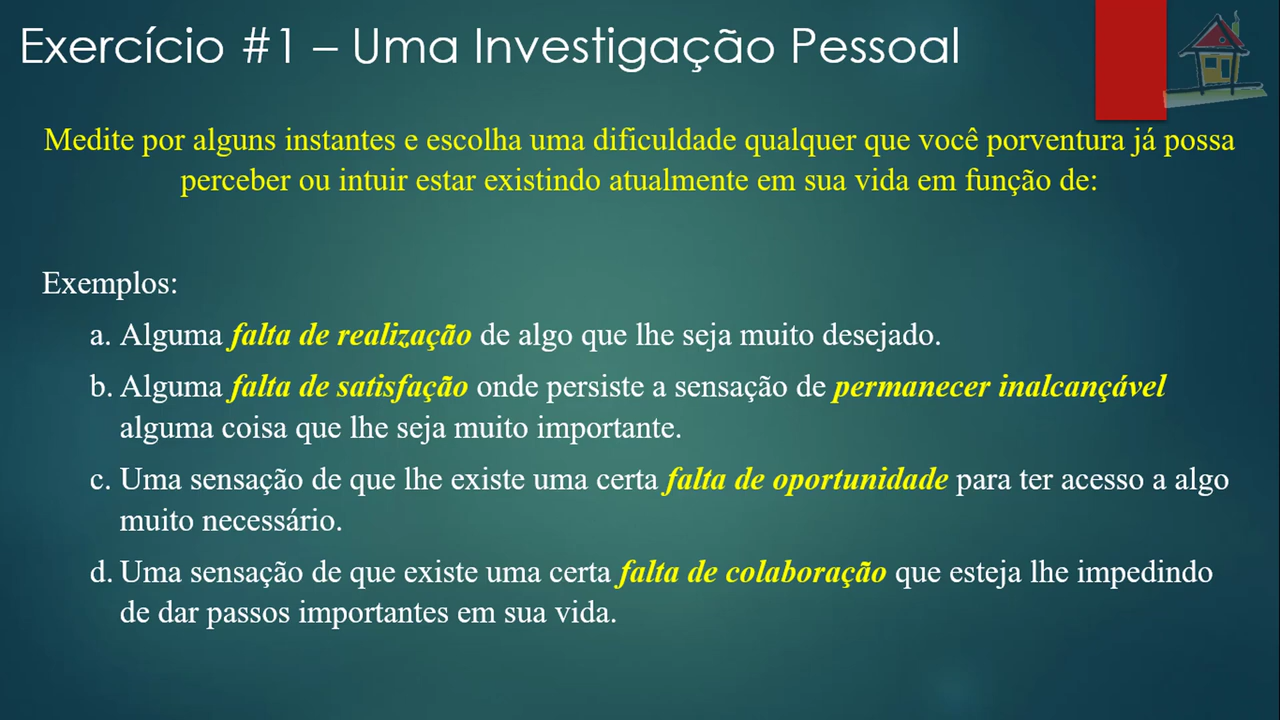 Exercício #1 – Uma Investigação Pessoal
Medite por alguns instantes e escolha uma dificuldade qualquer que você porventura já possa
perceber ou intuir estar existindo atualmente em sua vida em função de:
Exemplos:
a. Alguma falta de realização de algo que lhe seja muito desejado.
b. Alguma falta de satisfação onde persiste a sensação de permanecer inalcançável
alguma coisa que lhe seja muito importante.
c. Uma sensação de que lhe existe uma certa falta de oportunidade para ter acesso a algo
muito necessário.
d. Uma sensação de que existe uma certa falta de colaboração que esteja lhe impedindo
de dar passos importantes em sua vida.